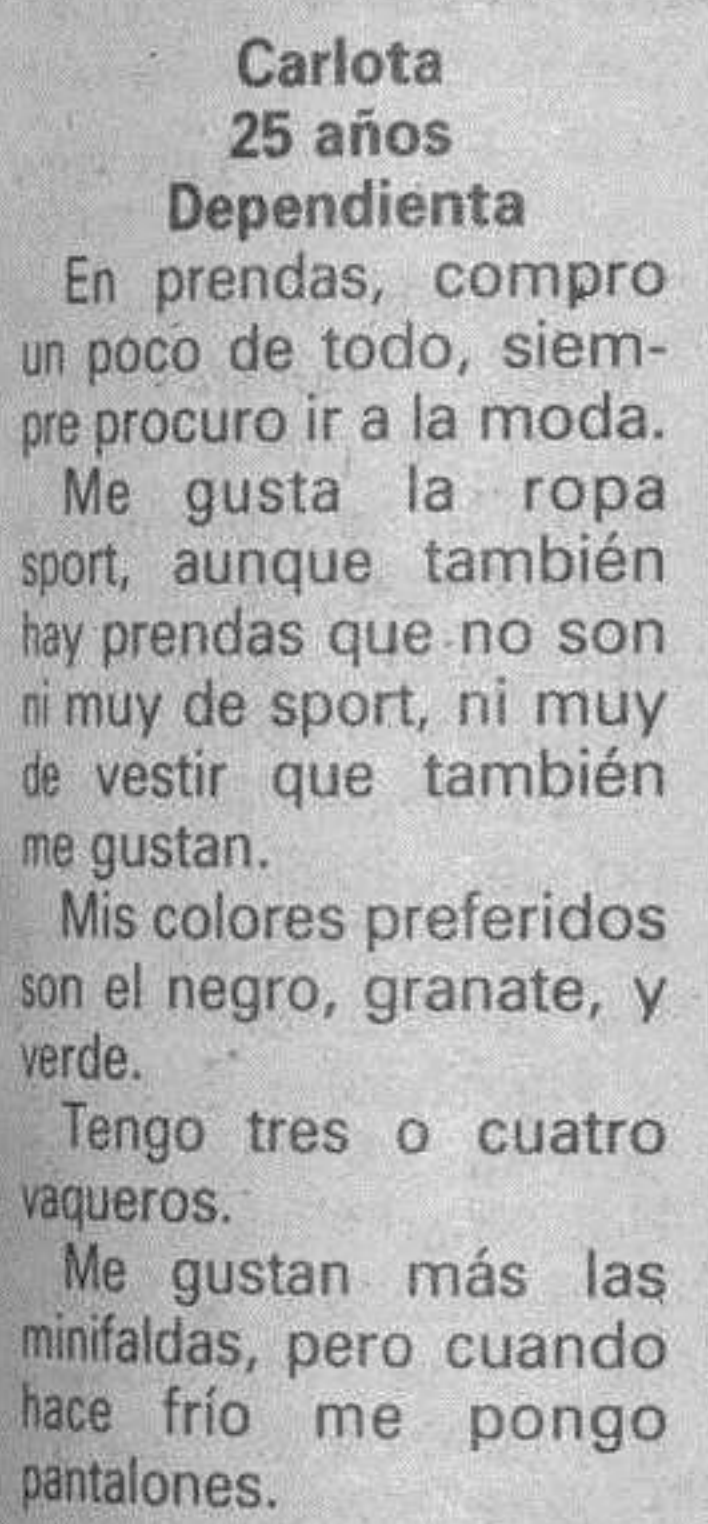 Carlota
25 años
Dependienta
En prendas, compro
un poco de todo, siem-
pre procuro ir a la moda.
Me gusta la ropa
sport, aunque también
hay prendas que no son
ni muy de sport, ni muy
de vestir que también
me gustan.
Mis colores preferidos
son el negro, granate, y
verde.
Tengo tres o cuatro
vaqueros.
Me gustan más las
minifaldas, pero cuando
hace frío me pongo
pantalones.